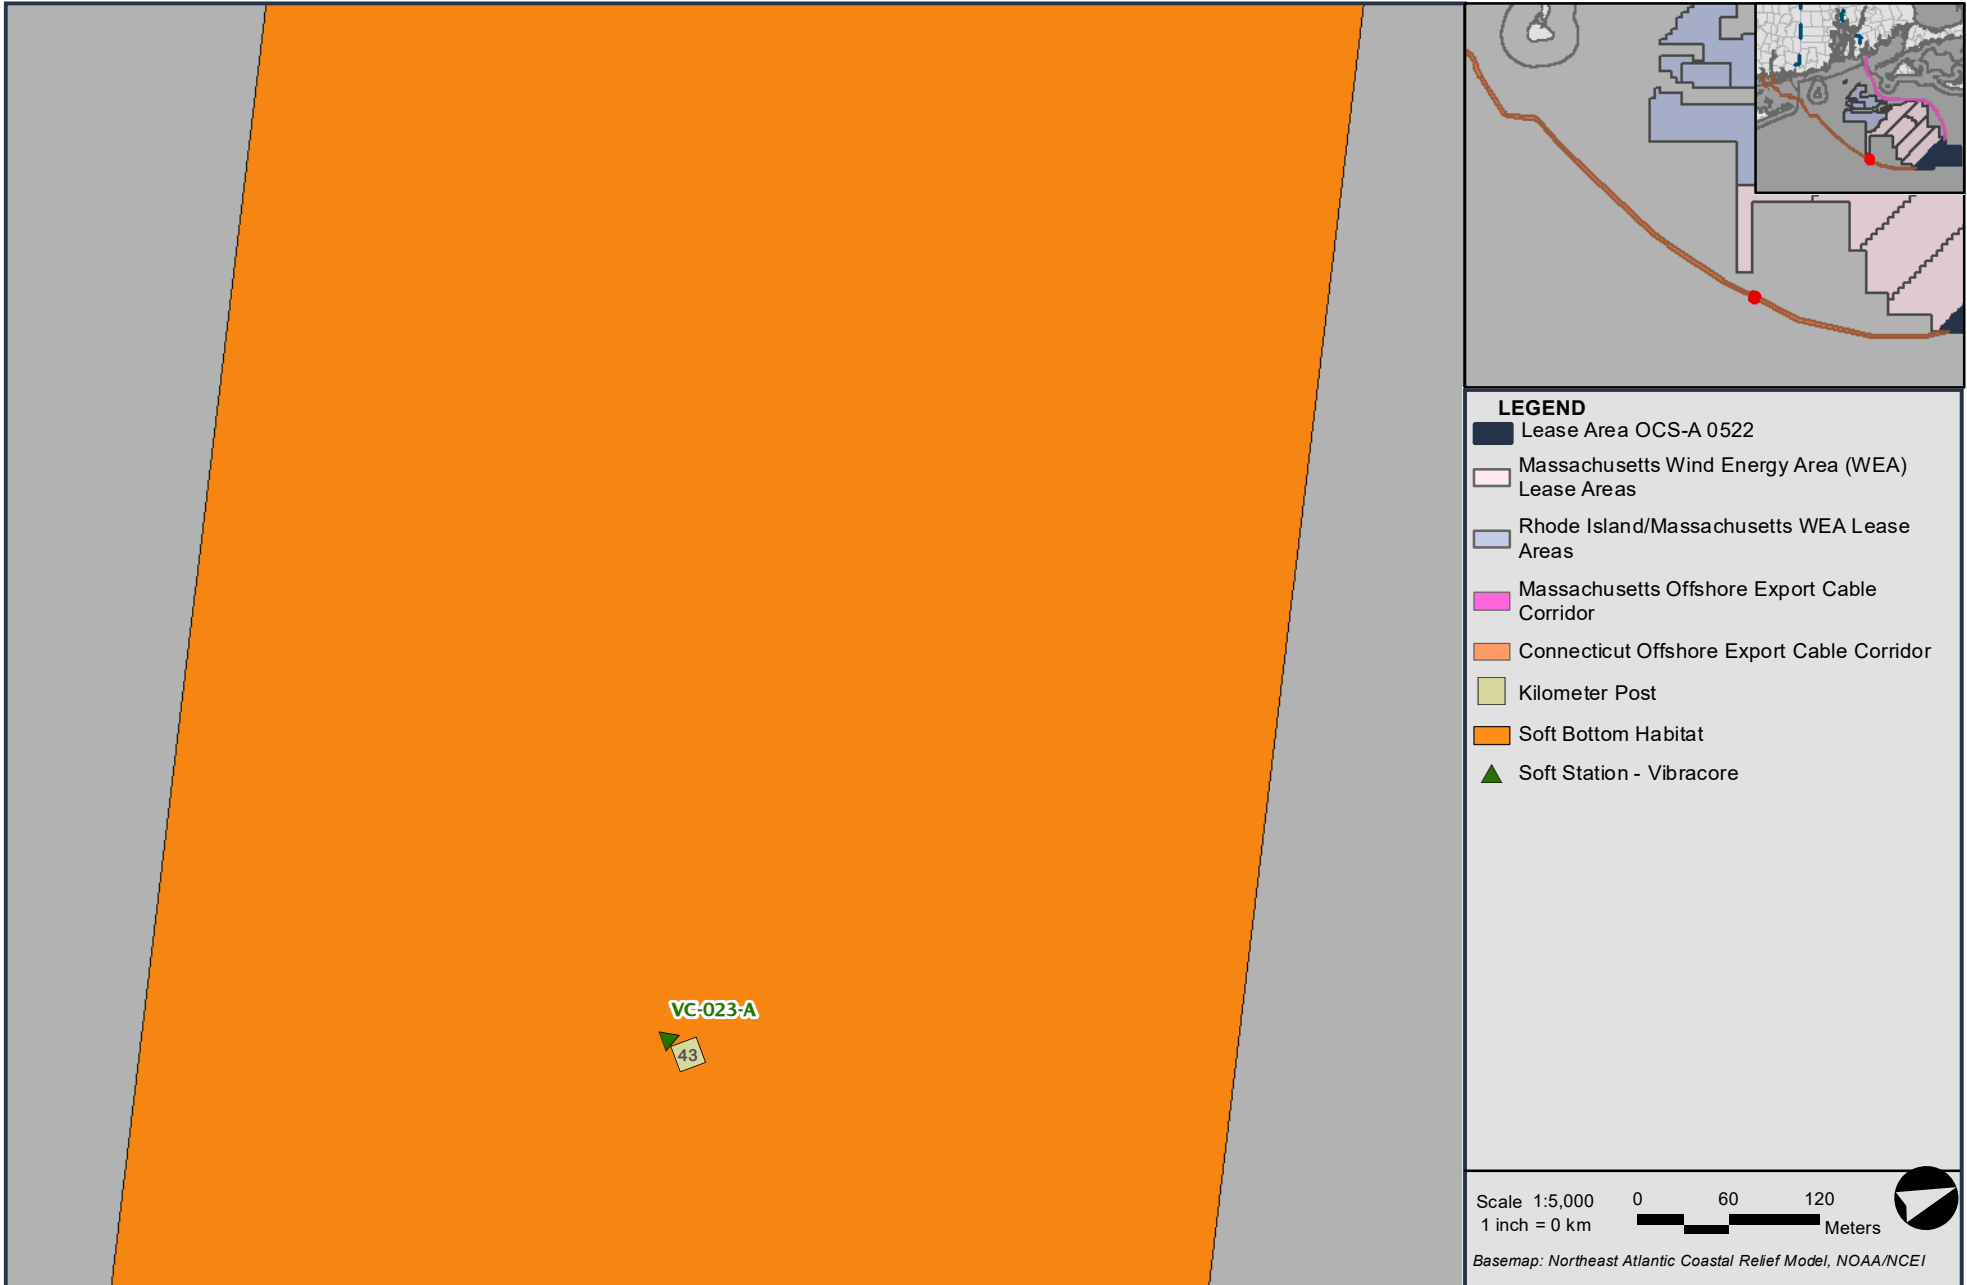 VC-023-A
43
LEGEND
Lease Area OCS-A 0522
Massachusetts Wind Energy Area (WEA)
Lease Areas
Rhode Island/Massachusetts WEA Lease
Areas
Massachusetts Offshore Export Cable
Corridor
Connecticut Offshore Export Cable Corridor
Kilometer Post
Soft Bottom Habitat
Soft Station - Vibracore
Scale 1:5,000
1 inch = 0 km
0 60 120
Meters
Basemap: Northeast Atlantic Coastal Relief Model, NOAA/NCEI